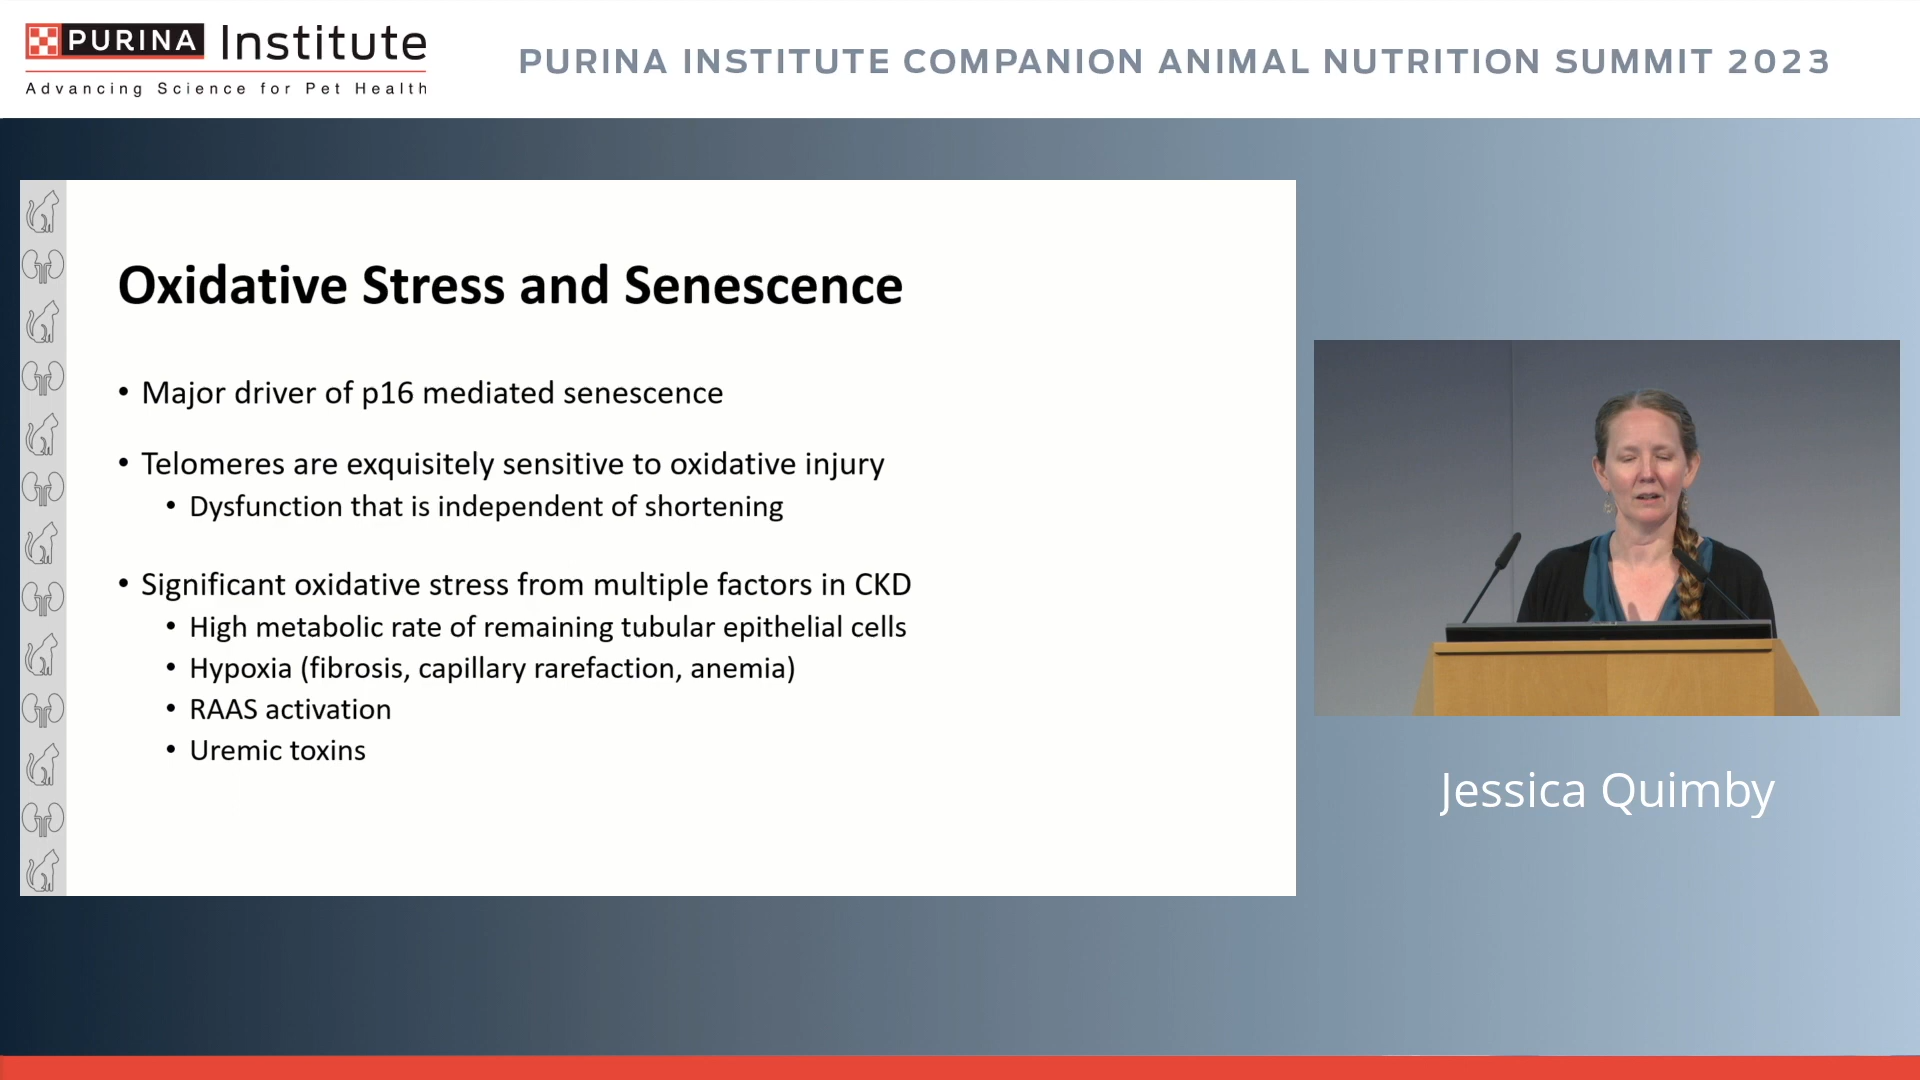 PURINA Institute
Advancing Science for Pet Health
PURINA INSTITUTE COMPANION ANIMAL NUTRITION SUMMIT 2023
Oxidative Stress and Senescence
• Major driver of p16 mediated senescence
• Telomeres are exquisitely sensitive to oxidative injury
• Dysfunction that is independent of shortening
• Significant oxidative stress from multiple factors in CKD
• High metabolic rate of remaining tubular epithelial cells
• Hypoxia (fibrosis, capillary rarefaction, anemia)
• RAAS activation
• Uremic toxins
Jessica Quimby